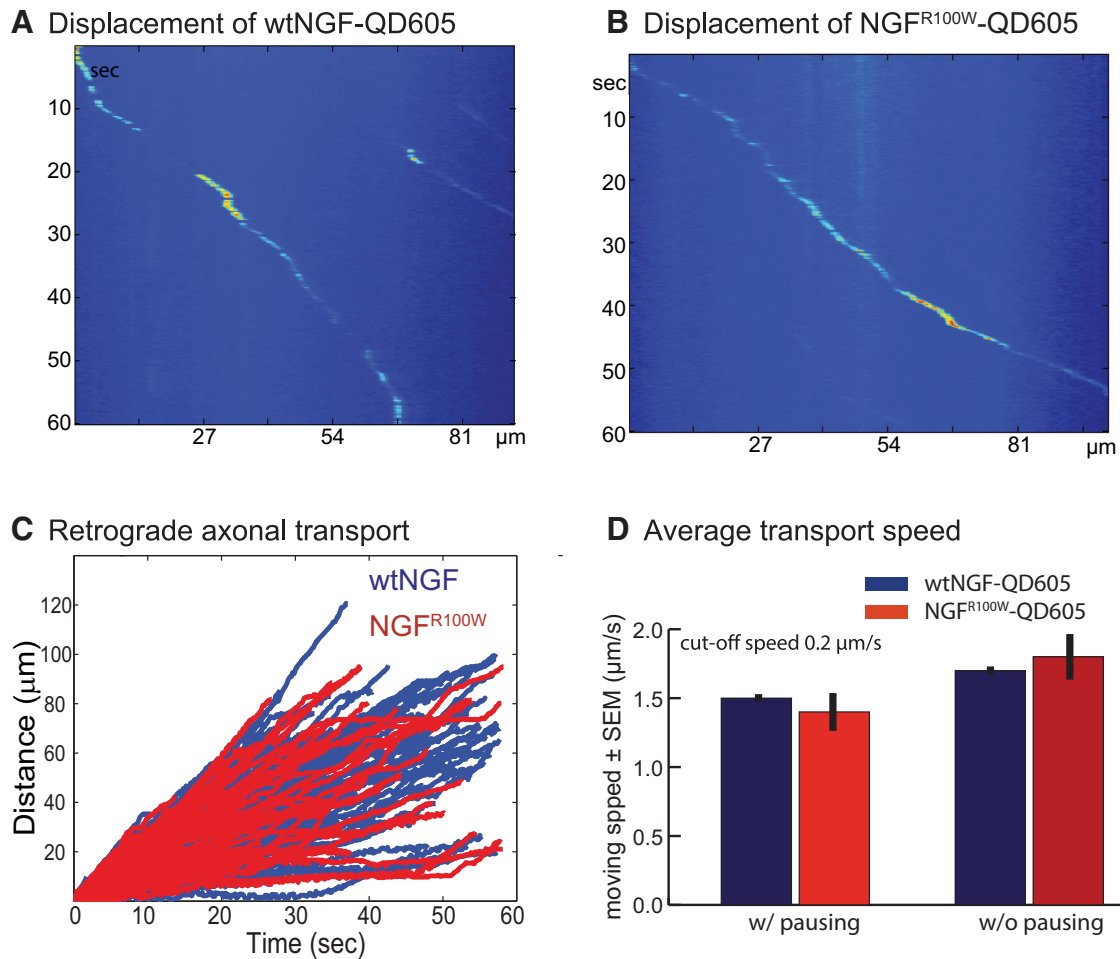 A Displacement of wtNGF-QD605
sec
10
20
30
40
50
60
27 54 81 µm
B Displacement of NGFR100W-QD605
sec
10
20
30
40
50
60
27 54 81 µm
C Retrograde axonal transport
wtNGF
NGFR100W
120
100
80
60
40
20
Distance (µm)
0 10 20 30 40 50 60
Time (sec)
D Average transport speed
wtNGF-QD605
NGFR100W-QD605
cut-off speed 0.2 µm/s
2.0
1.5
1.0
0.5
0.0
moving spped ± SEM (µm/s)
w/ pausing w/o pausing